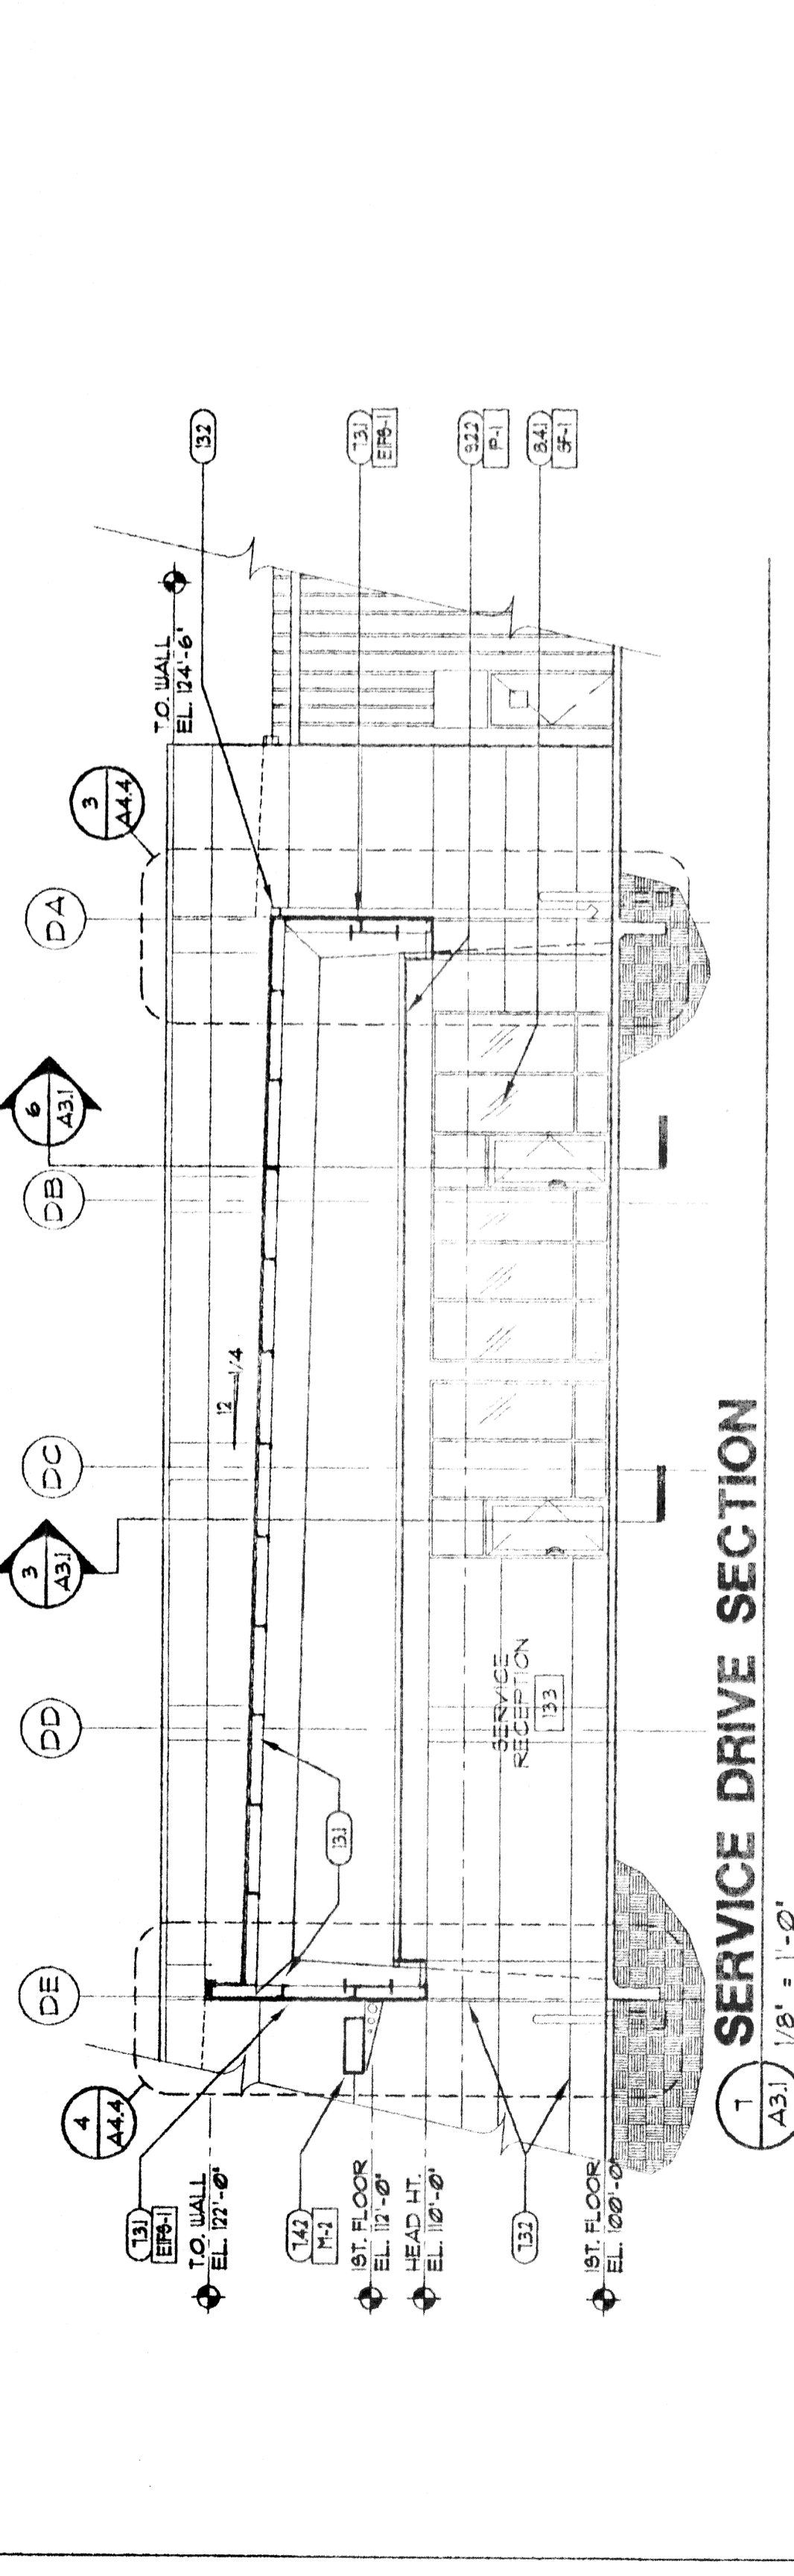 DE
DD
DC
DB
DA
4
A4.4
3
A3.1
6
A3.1
3
A4.4
T.O. WALL
EL. 124'-6"
12
1/4
13.1
SERVICE
RECEPTION
133
7.3.1
EIFS-1
T.O. WALL
EL. 122'-0"
7.4.2
M-2
1ST. FLOOR
EL. 112'-0"
HEAD HT.
EL. 110'-0"
7.3.2
1ST. FLOOR
EL. 100'-0"
13.2
7.3.1
EIFS-1
9.2.2
P-1
8.4.1
SF-1
7
A3.1
SERVICE DRIVE SECTION
1/8" = 1'-0"